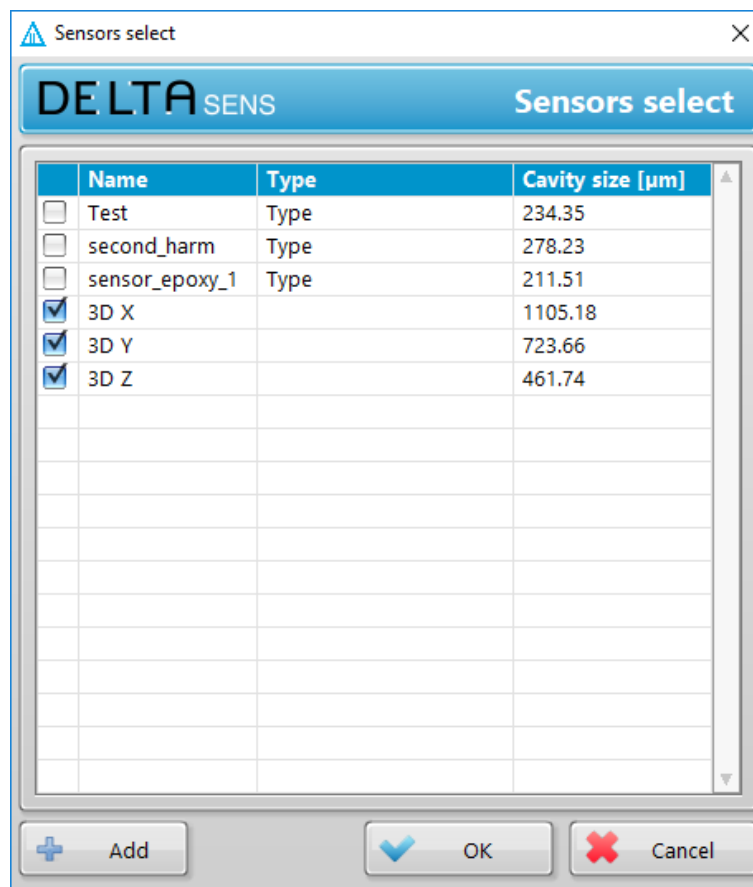 Sensors select
DELTA SENS Sensors select
Name Type Cavity size [µm]
Test Type 234.35
second_harm Type 278.23
sensor_epoxy_1 Type 211.51
3D X 1105.18
3D Y 723.66
3D Z 461.74
Add OK Cancel